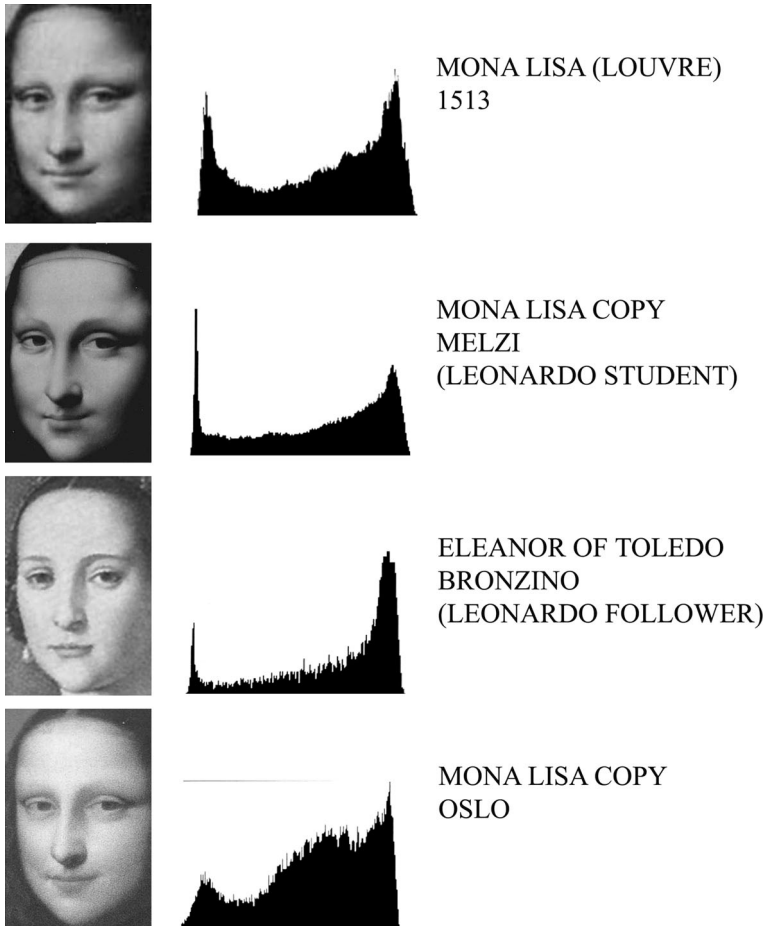 MONA LISA (LOUVRE)
1513
MONA LISA COPY
MELZI
(LEONARDO STUDENT)
ELEANOR OF TOLEDO
BRONZINO
(LEONARDO FOLLOWER)
MONA LISA COPY
OSLO